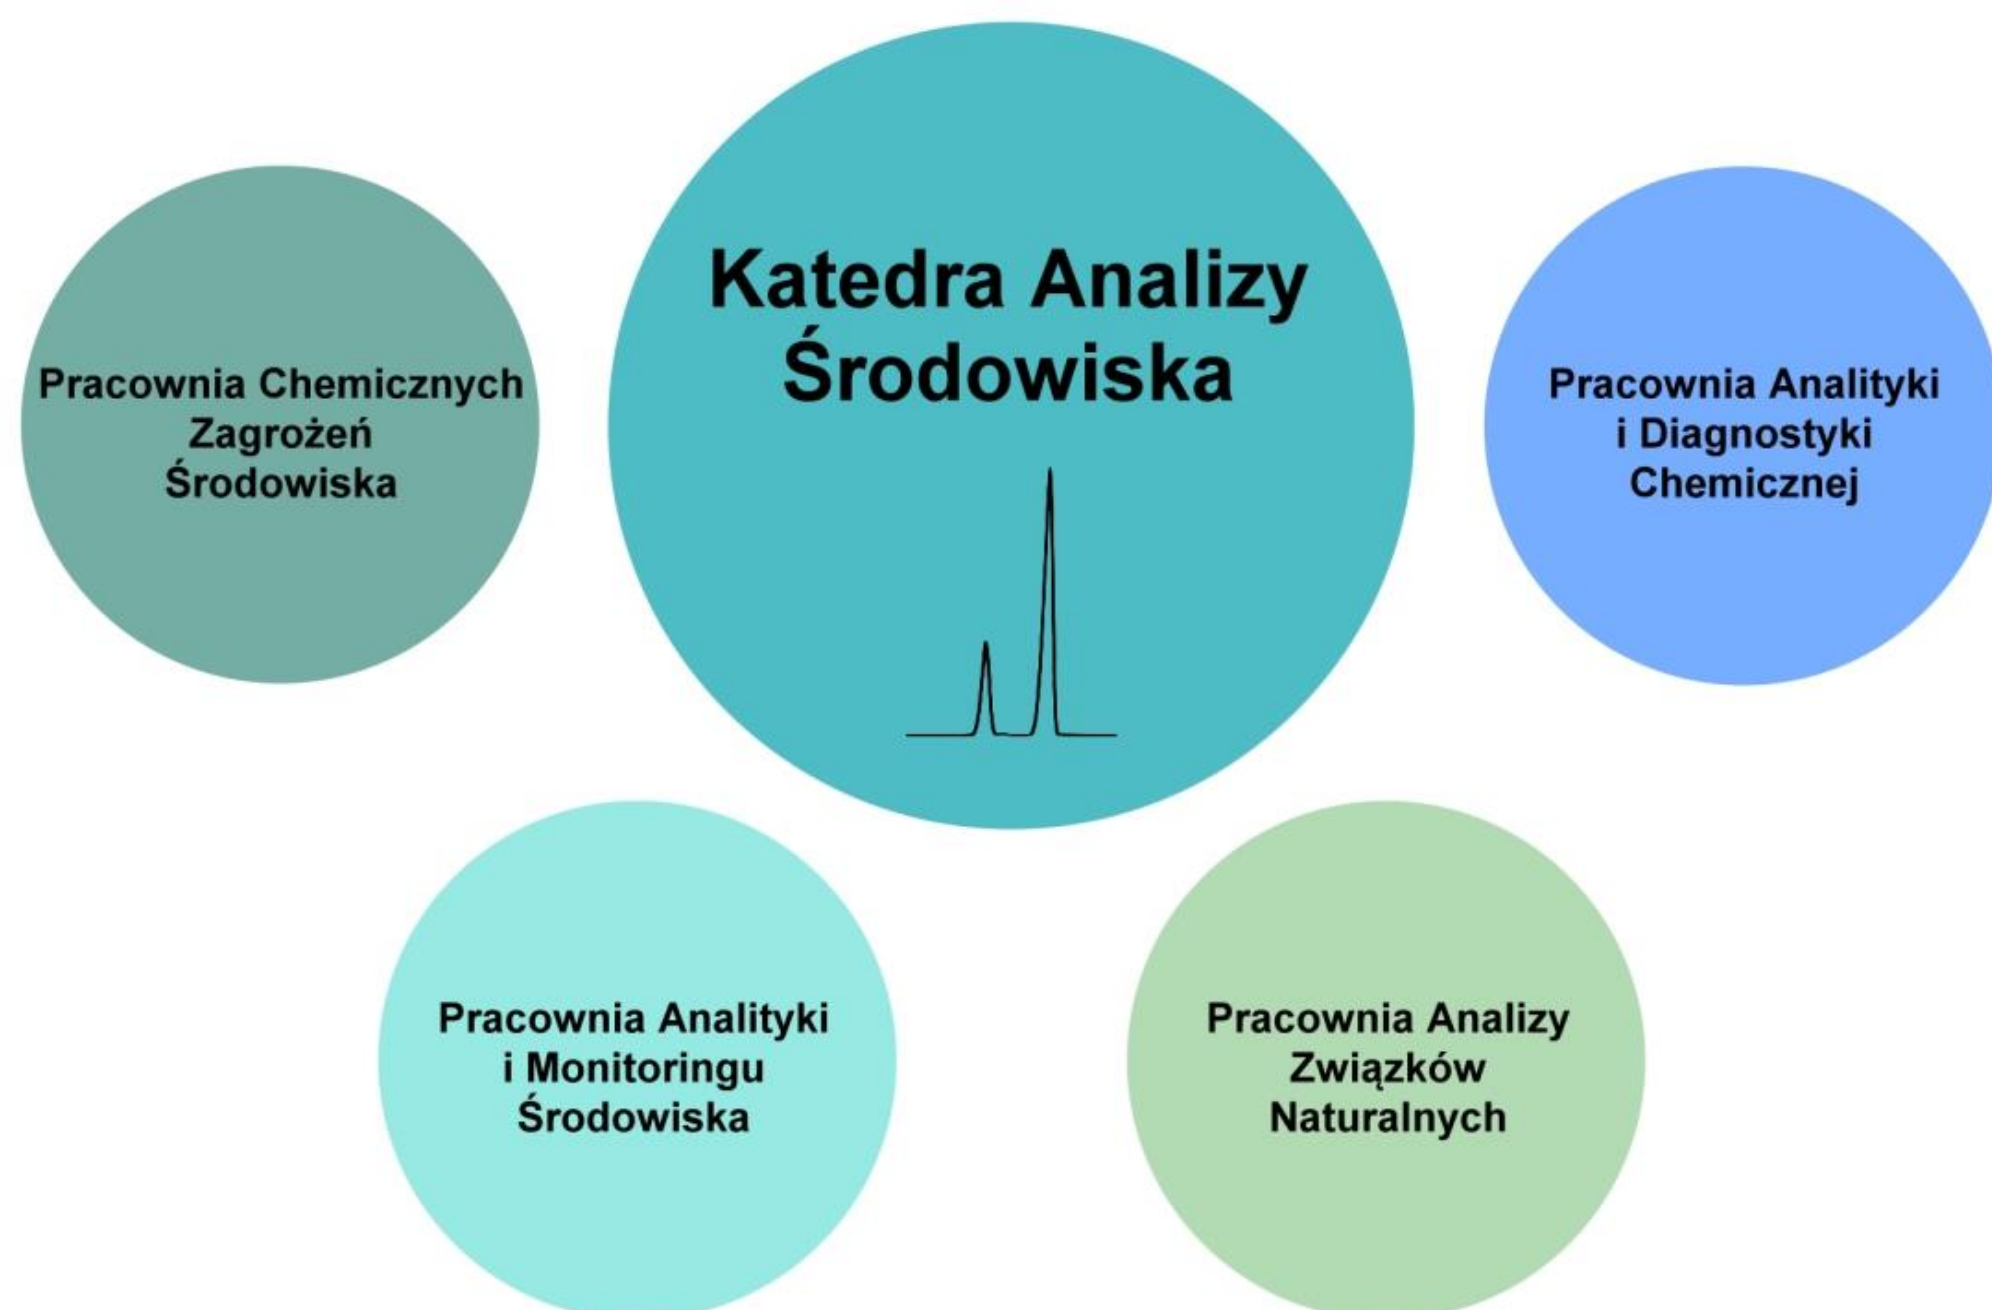 Katedra Analizy
Środowiska
Pracownia Chemicznych
Zagrożeń
Środowiska
Pracownia Analityki
i Diagnostyki
Chemicznej
Pracownia Analityki
i Monitoringu
Środowiska
Pracownia Analizy
Związków
Naturalnych